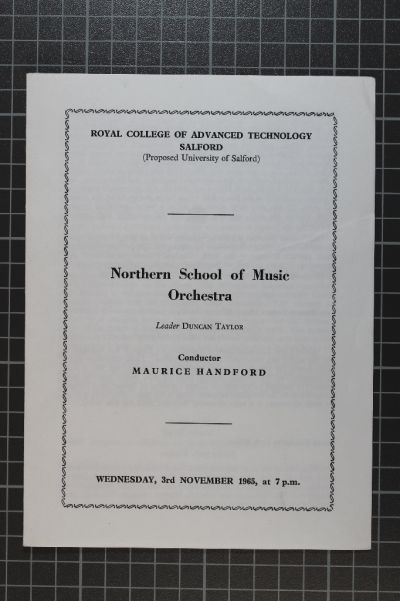 ROYAL COLLEGE OF ADVANCED TECHNOLOGY
SALFORD
(Proposed University of Salford)
Northern School of Music
Orchestra
Leader DUNCAN TAYLOR
Conductor
MAURICE HANDFORD
WEDNESDAY, 3rd NOVEMBER 1965, at 7 p.m.